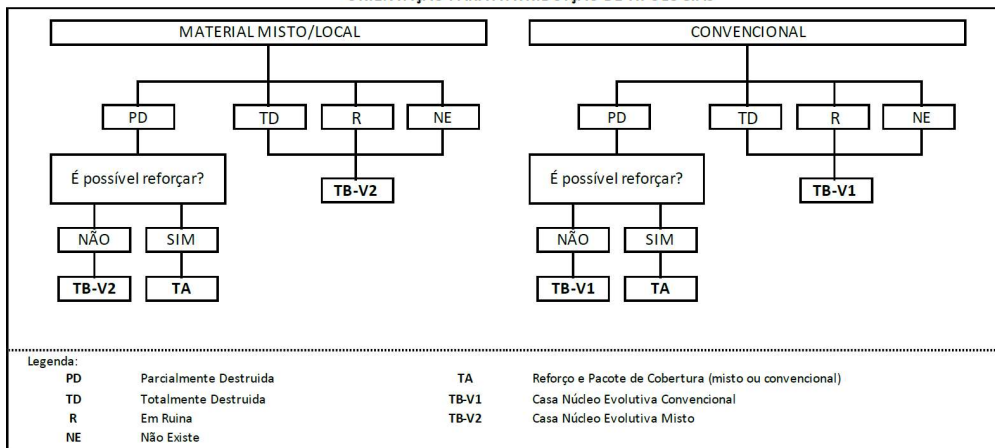 MATERIAL MISTO/LOCAL
CONVENCIONAL
PD
TD
R
NE
PD
TD
R
NE
É possível reforçar?
TB-V2
É possível reforçar?
TB-V1
NÃO
SIM
NÃO
SIM
TB-V2
TA
TB-V1
TA
Legenda:
PD Parcialmente Destruida TA Reforço e Pacote de Cobertura (misto ou convencional)
TD Totalmente Destruida TB-V1 Casa Núcleo Evolutiva Convencional
R Em Ruina TB-V2 Casa Núcleo Evolutiva Misto
NE Não Existe